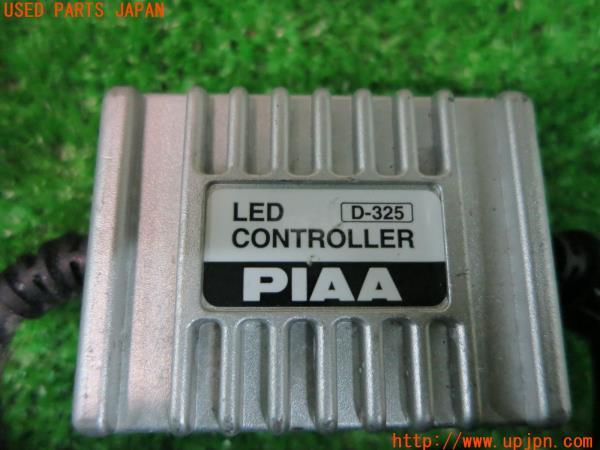 USED PARTS JAPAN
LED D-325
CONTROLLER
PIAA
http://www.upjpn.com/